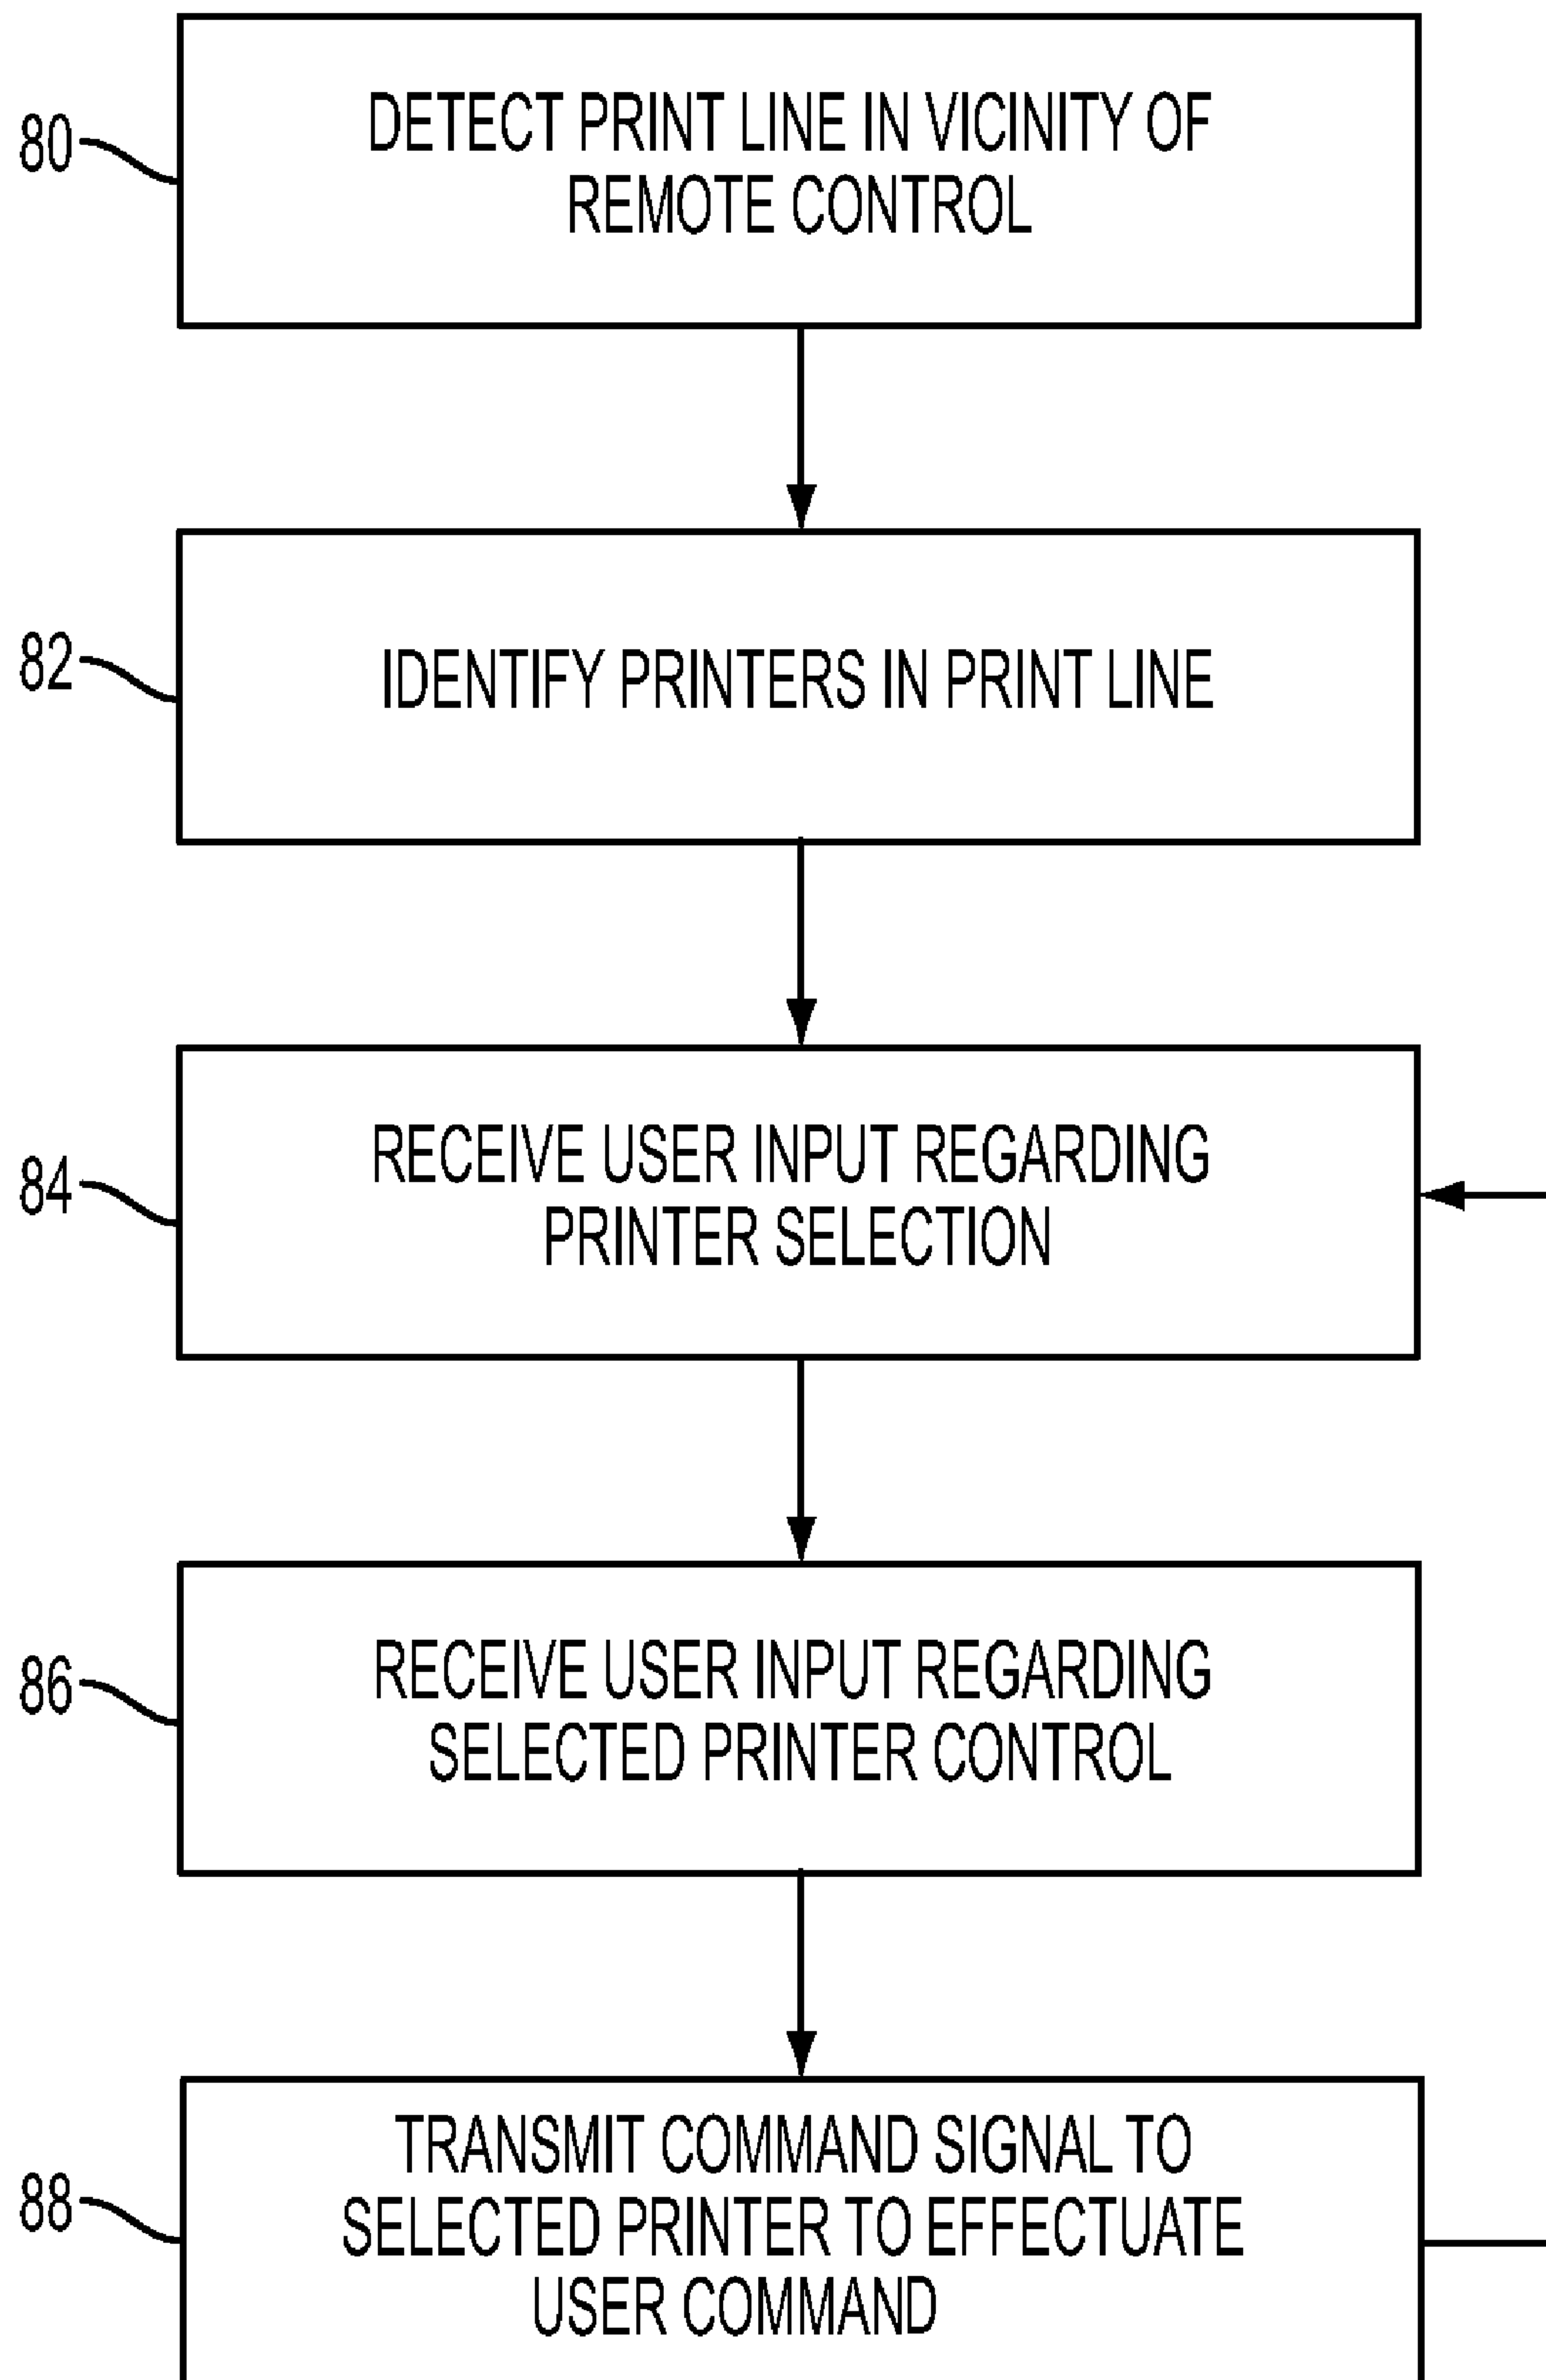 80
DETECT PRINT LINE IN VICINITY OF
REMOTE CONTROL
82
IDENTIFY PRINTERS IN PRINT LINE
84
RECEIVE USER INPUT REGARDING
PRINTER SELECTION
86
RECEIVE USER INPUT REGARDING
SELECTED PRINTER CONTROL
88
TRANSMIT COMMAND SIGNAL TO
SELECTED PRINTER TO EFFECTUATE
USER COMMAND